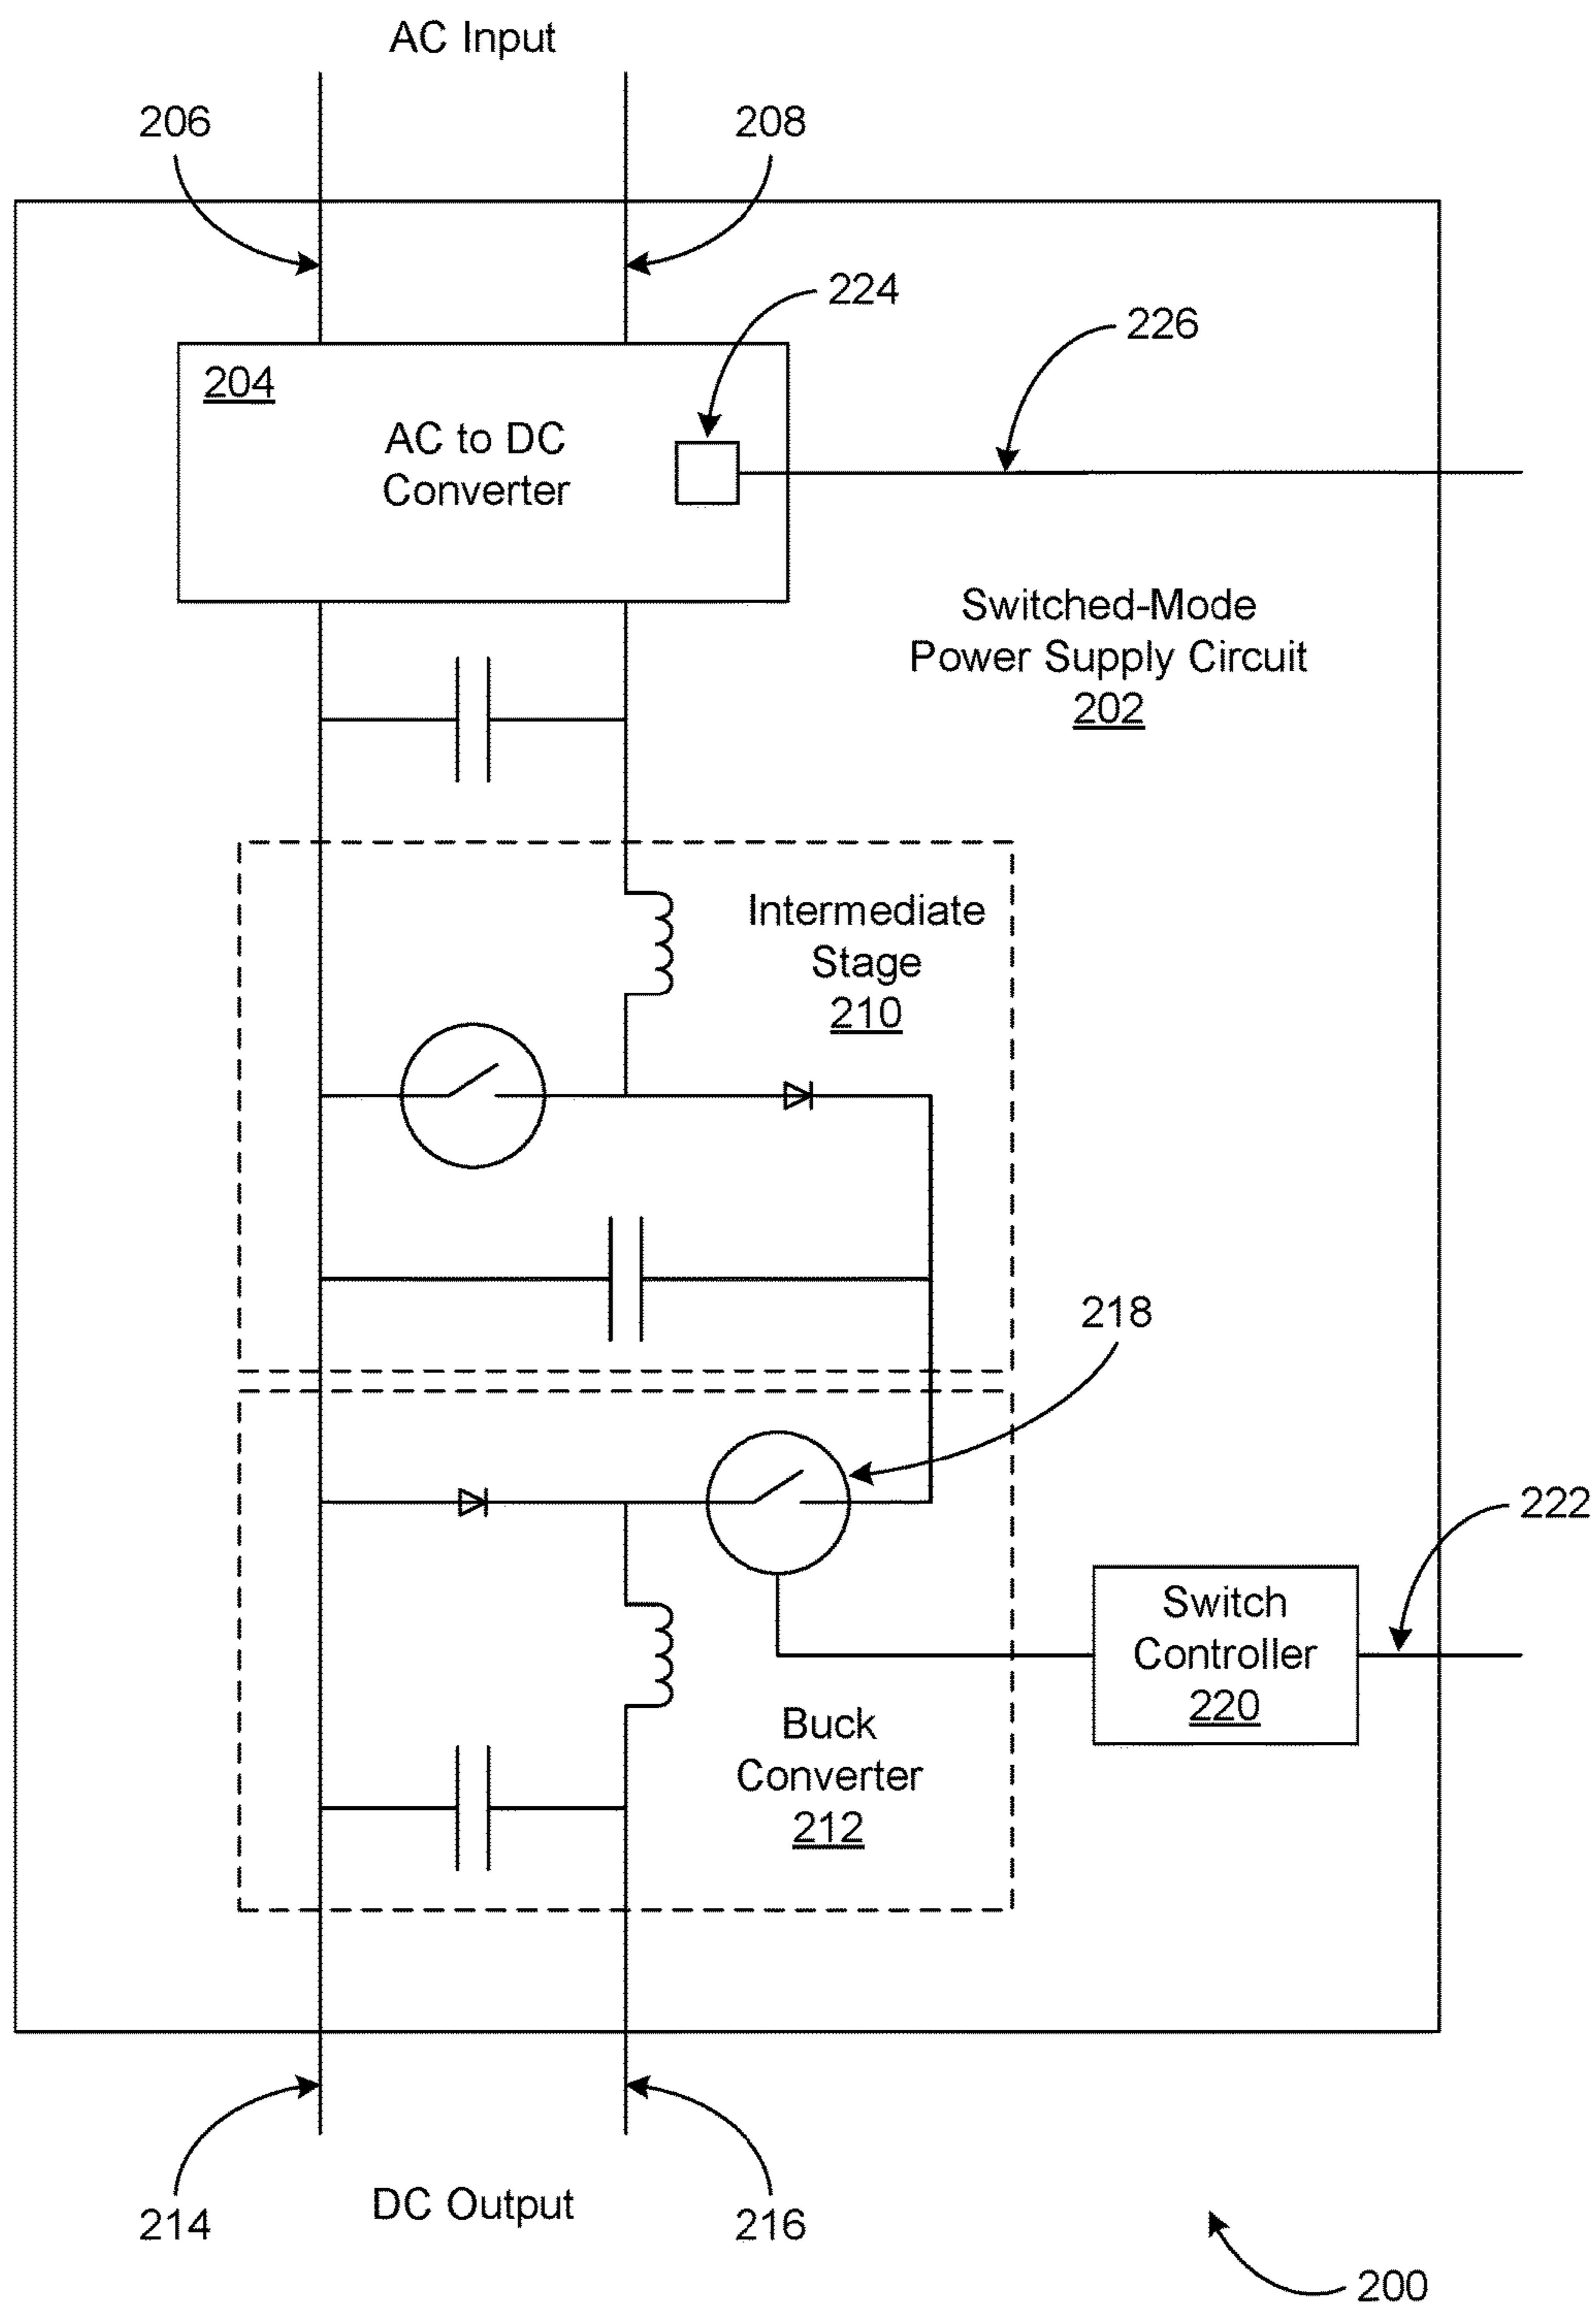 AC Input
206
208
224
226
204
AC to DC
Converter
Switched-Mode
Power Supply Circuit
202
Intermediate
Stage
210
218
222
Switch
Controller
220
Buck
Converter
212
214
DC Output
216
200